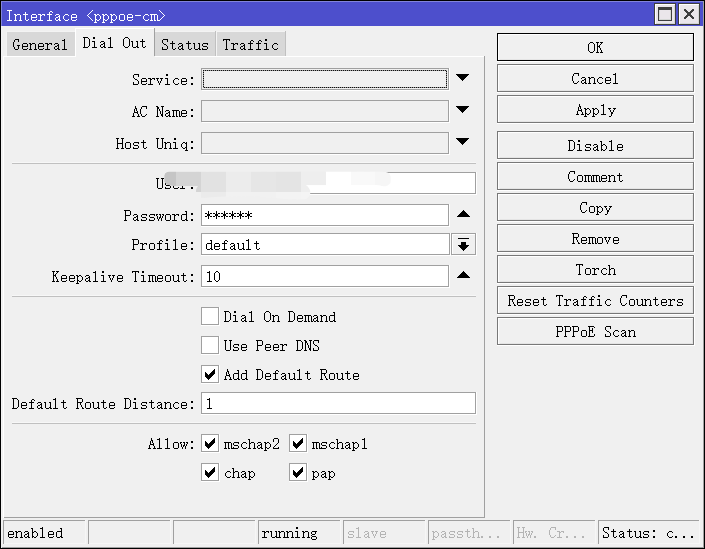 Interface <pppoe-cm>
General Dial Out Status Traffic
Service:
AC Name:
Host Uniq:
User:
Password: ******
Profile: default
Keepalive Timeout: 10
Dial On Demand
Use Peer DNS
Add Default Route
Default Route Distance: 1
Allow: mschap2 mschap1
chap pap
OK
Cancel
Apply
Disable
Comment
Copy
Remove
Torch
Reset Traffic Counters
PPPoE Scan
enabled running slave passth... Hw. Cr... Status: c...